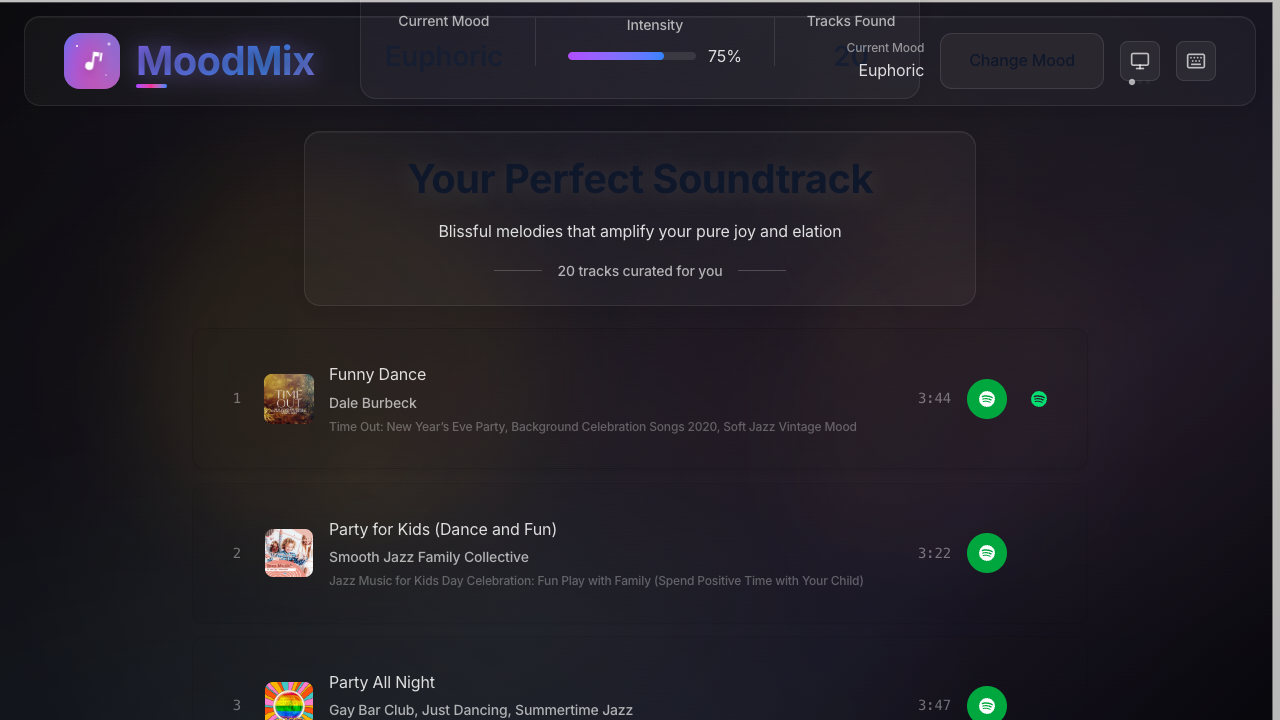 Current Mood
Intensity
Tracks Found
MoodMix
Euphoric
75%
20
Current Mood
Euphoric
Change Mood
Your Perfect Soundtrack
Blissful melodies that amplify your pure joy and elation
20 tracks curated for you
1
TIME OUT
Funny Dance
Dale Burbeck
Time Out: New Year's Eve Party, Background Celebration Songs 2020, Soft Jazz Vintage Mood
3:44
2
Party for Kids (Dance and Fun)
Smooth Jazz Family Collective
Jazz Music for Kids Day Celebration: Fun Play with Family (Spend Positive Time with Your Child)
3:22
3
Party All Night
Gay Bar Club, Just Dancing, Summertime Jazz
3:47